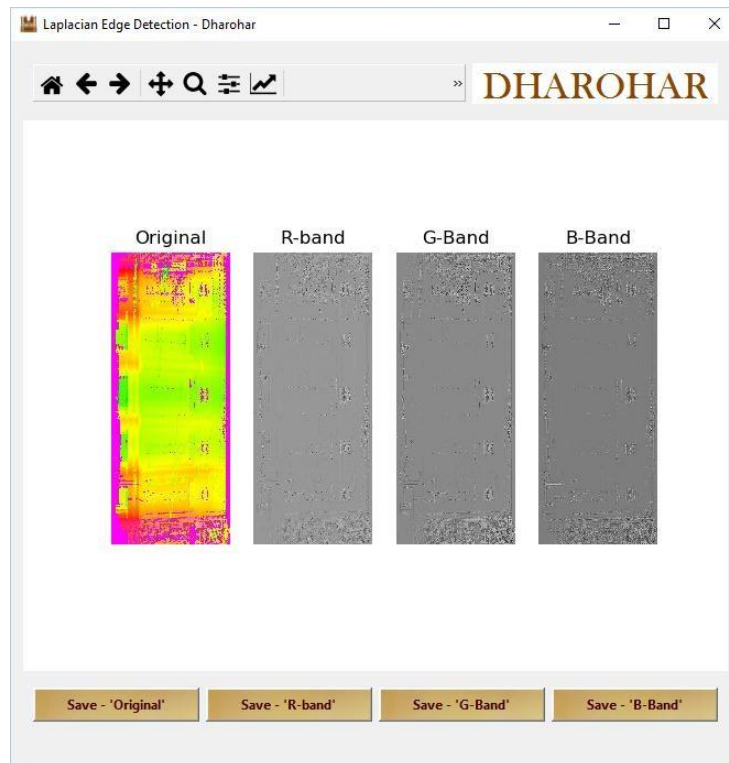 Laplacian Edge Detection - Dharohar
DHAROHAR
Original R-band G-Band B-Band
Save - 'Original' Save - 'R-band' Save - 'G-Band' Save - 'B-Band'